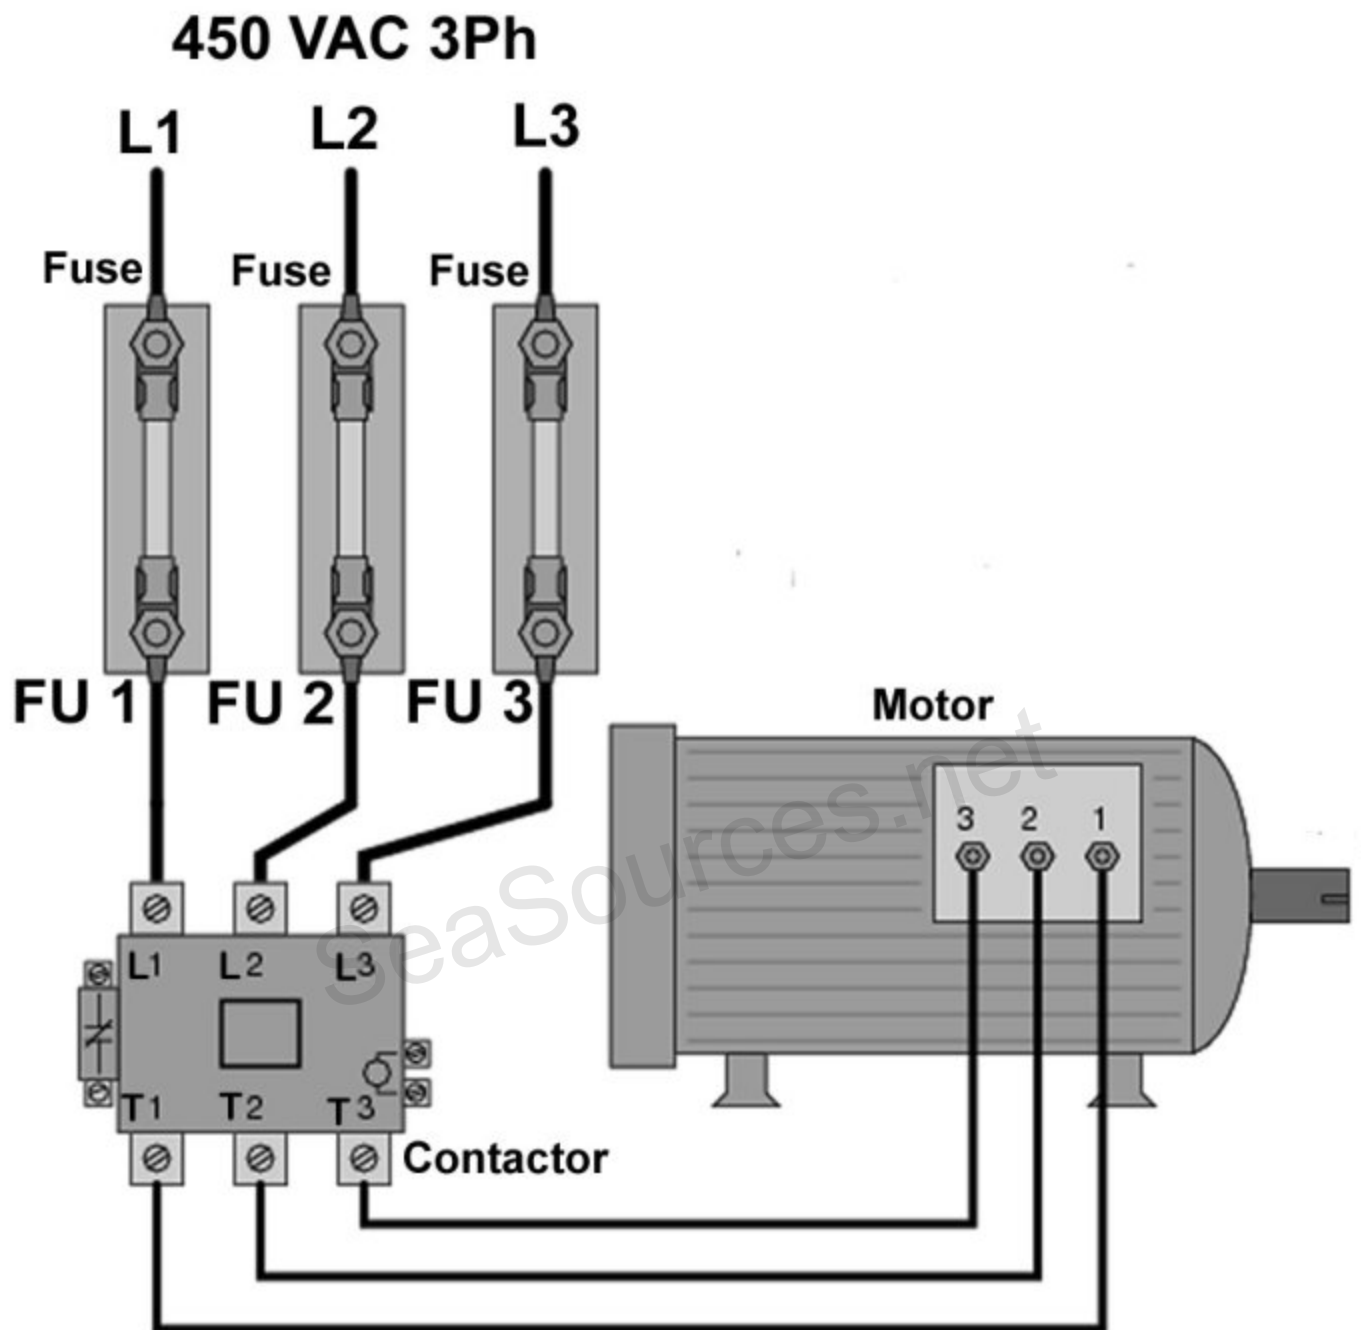 450 VAC 3Ph
L1 L2 L3
Fuse Fuse Fuse
FU 1 FU 2 FU 3
Motor
3 2 1
SeaSources.net
L1 L2 L3
T1 T2 T3
Contactor